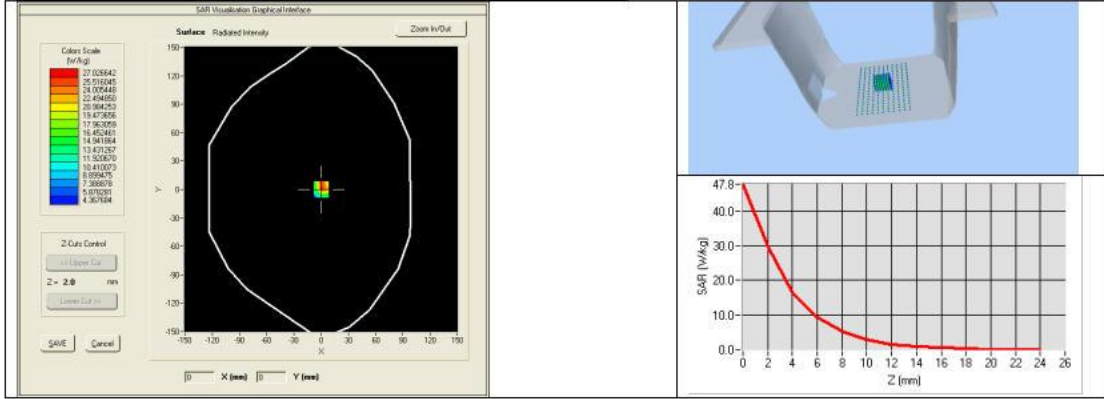 SAR Visualisation Graphical Interface
Surface Radiated Intensity
Zoom In/Out
Colors Scale
(W/kg)
27.026642
25.516045
24.005448
22.494850
20.984253
19.473656
17.963059
16.452461
14.941864
13.431267
11.920670
10.410073
8.899475
7.388878
5.878281
4.367684
Z-Cuts Control
<< Upper Cut
Z = 2.0 mm
Lower Cut >>
SAVE Cancel
150
120
90
60
30
0
-30
-60
-90
-120
-150
Y
-150 -120 -90 -60 -30 0 30 60 90 120 150
X
0 X (mm) 0 Y (mm)
47.8
40.0
30.0
20.0
10.0
0.0
SAR (W/kg)
0 2 4 6 8 10 12 14 16 18 20 22 24 26
Z (mm)